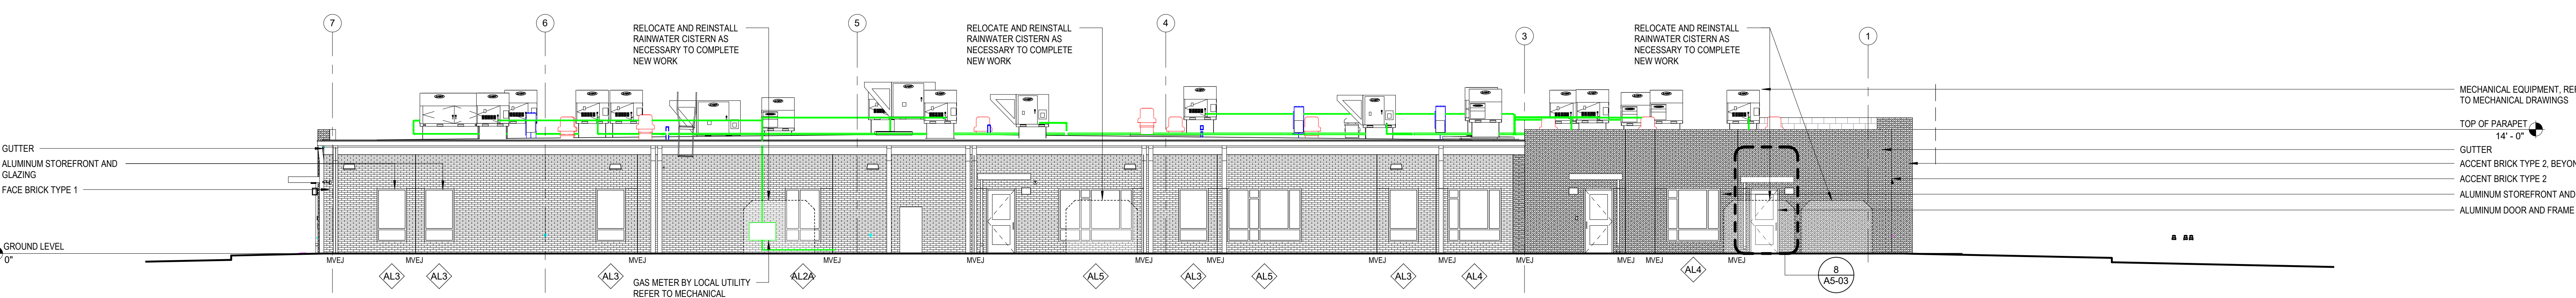 7
6
5
4
3
1
RELOCATE AND REINSTALL
RAINWATER CISTERN AS
NECESSARY TO COMPLETE
NEW WORK
RELOCATE AND REINSTALL
RAINWATER CISTERN AS
NECESSARY TO COMPLETE
NEW WORK
RELOCATE AND REINSTALL
RAINWATER CISTERN AS
NECESSARY TO COMPLETE
NEW WORK
GUTTER
ALUMINUM STOREFRONT AND
GLAZING
FACE BRICK TYPE 1
GROUND LEVEL
0"
MECHANICAL EQUIPMENT, REF
TO MECHANICAL DRAWINGS
TOP OF PARAPET
14' - 0"
GUTTER
ACCENT BRICK TYPE 2, BEYON
ACCENT BRICK TYPE 2
ALUMINUM STOREFRONT AND
ALUMINUM DOOR AND FRAME
MVEJ
MVEJ
MVEJ
MVEJ
MVEJ
MVEJ
MVEJ
MVEJ
MVEJ
MVEJ
MVEJ
MVEJ
AL3
AL3
AL3
AL2A
AL5
AL3
AL5
AL3
AL4
AL4
GAS METER BY LOCAL UTILITY
REFER TO MECHANICAL
8
A5-03